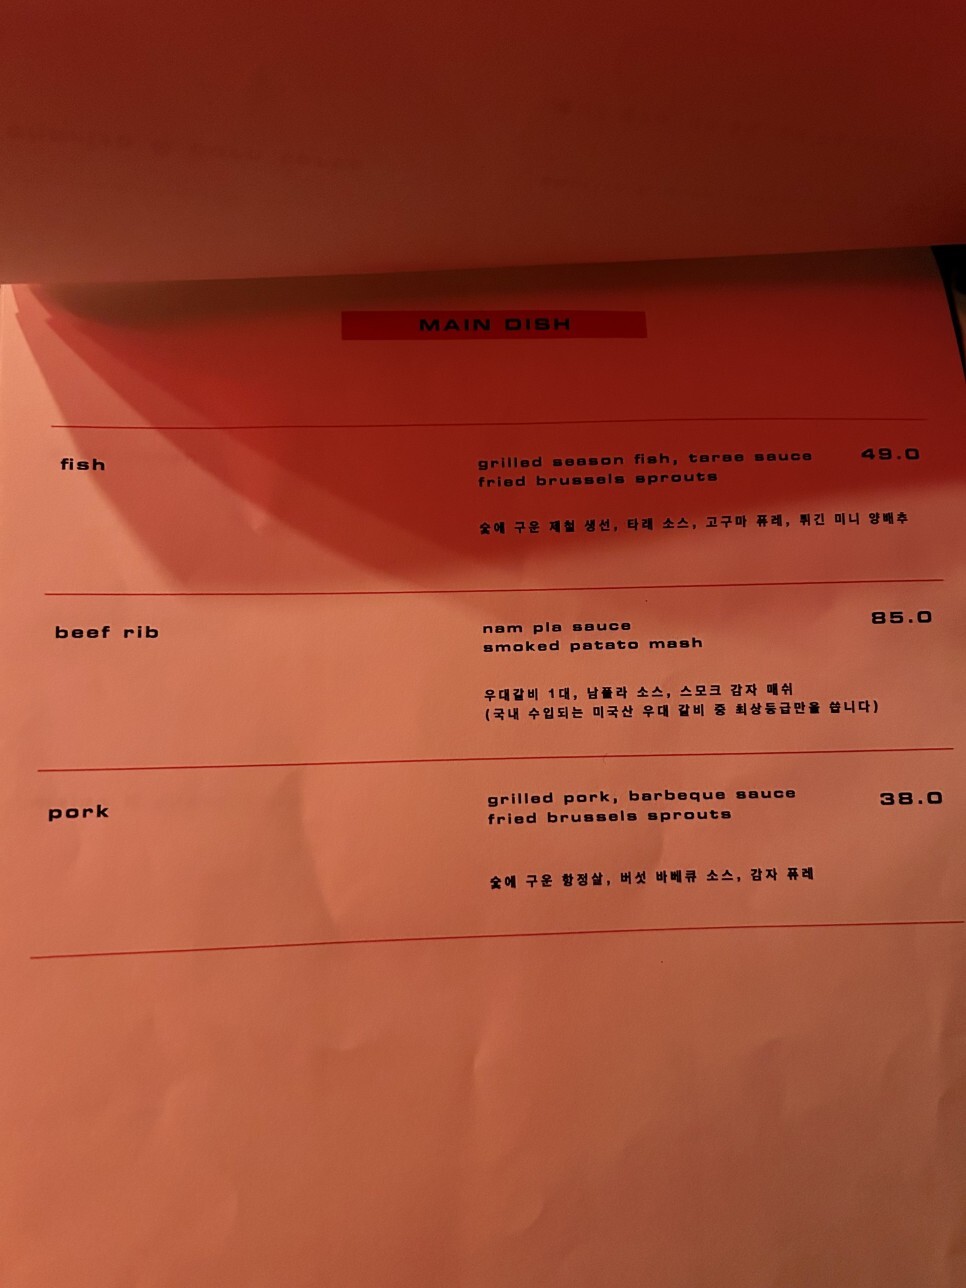 MAIN DISH
fish
grilled season fish, tarae sauce
49.0
fried brussels sprouts
숯에 구운 제철 생선, 타래 소스, 고구마 퓨레, 튀긴 미니 양배추
beef rib
nam pla sauce
85.0
smoked patato mash
우대갈비 1대, 남플라 소스, 스모크 감자 매쉬
(국내 수입되는 미국산 우대 갈비 중 최상등급만을 씁니다)
pork
grilled pork, barbeque sauce
38.0
fried brussels sprouts
숯에 구운 항정살, 버섯 바베큐 소스, 감자 퓨레